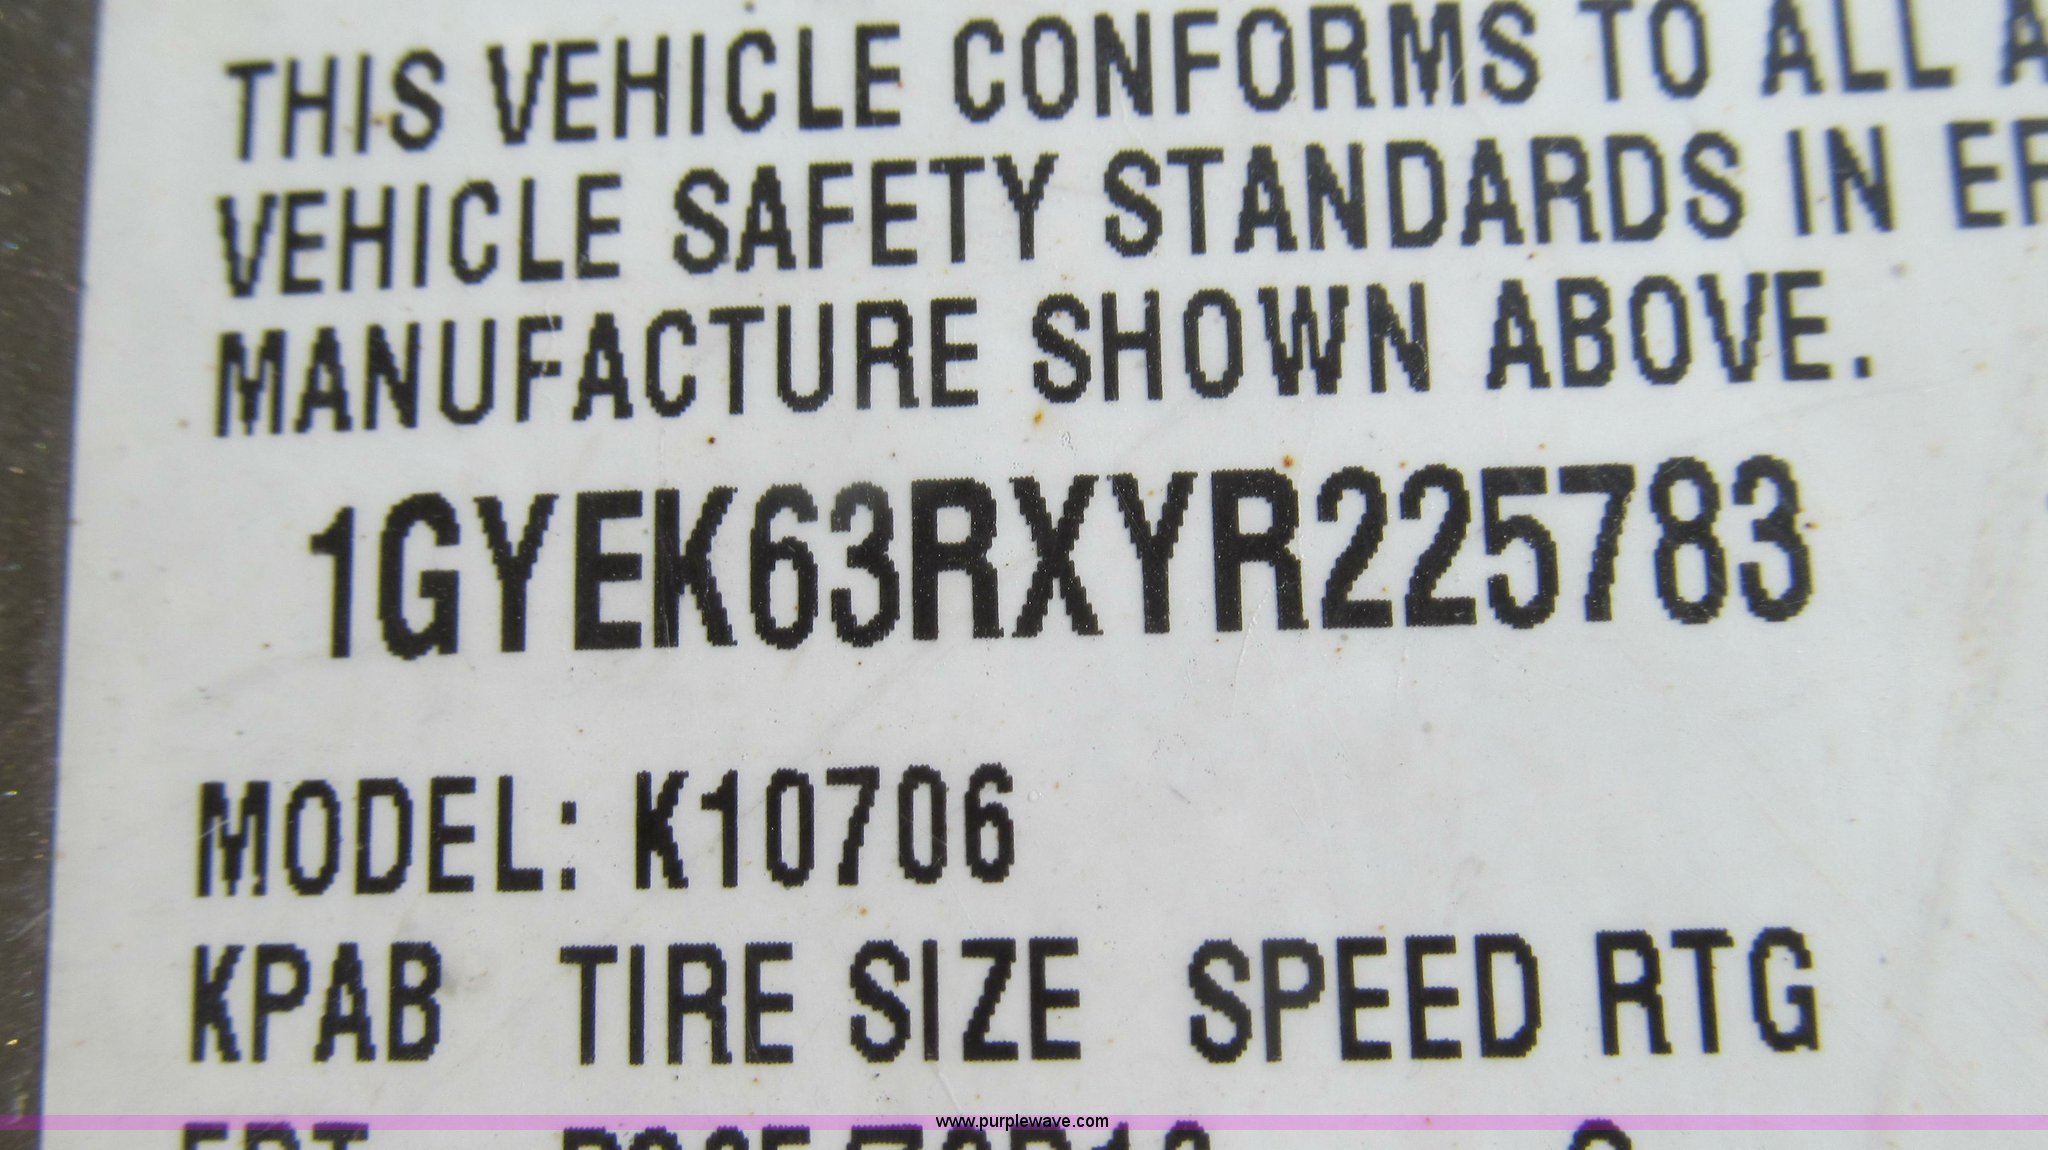 THIS VEHICLE CONFORMS TO ALL
VEHICLE SAFETY STANDARDS IN
MANUFACTURE SHOWN ABOVE.
1GYEK63RXYR225783
MODEL: K10706
KPAB TIRE SIZE SPEED RTG
www.purplewave.com